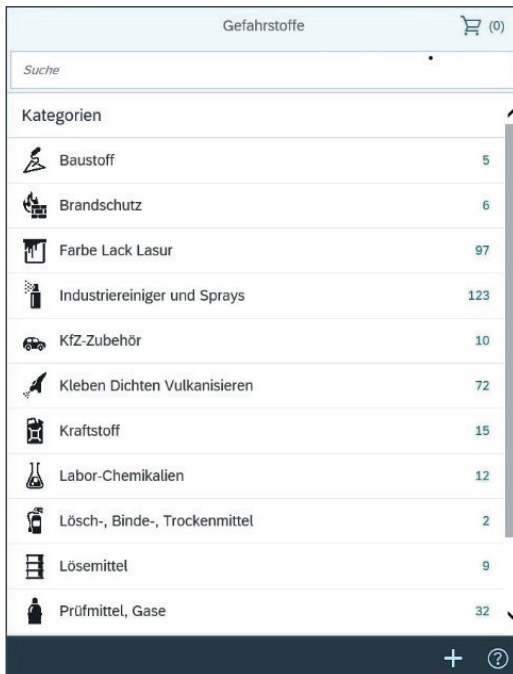 Gefahrstoffe (0)
Suche
Kategorien
Baustoff 5
Brandschutz 6
Farbe Lack Lasur 97
Industriereiniger und Sprays 123
KfZ-Zubehör 10
Kleben Dichten Vulkanisieren 72
Kraftstoff 15
Labor-Chemikalien 12
Lösch-, Binde-, Trockenmittel 2
Lösemittel 9
Prüfmittel, Gase 32